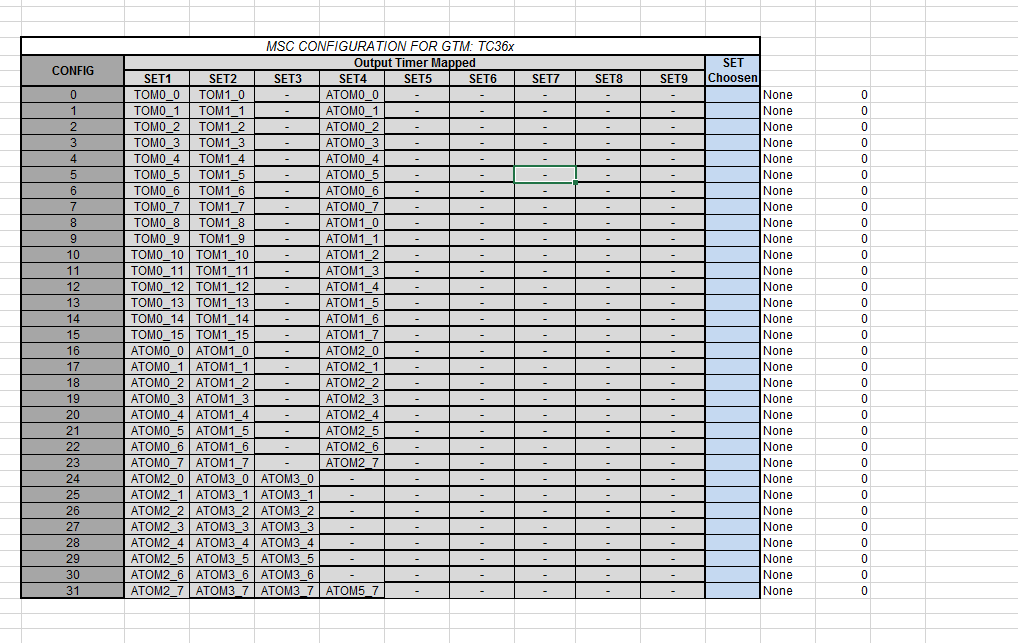 MSC CONFIGURATION FOR GTM: TC36x
CONFIG Output Timer Mapped SET Choosen
SET1 SET2 SET3 SET4 SET5 SET6 SET7 SET8 SET9
0 TOM0_0 TOM1_0 - ATOM0_0 - - - - - None 0
1 TOM0_1 TOM1_1 - ATOM0_1 - - - - - None 0
2 TOM0_2 TOM1_2 - ATOM0_2 - - - - - None 0
3 TOM0_3 TOM1_3 - ATOM0_3 - - - - - None 0
4 TOM0_4 TOM1_4 - ATOM0_4 - - - - - None 0
5 TOM0_5 TOM1_5 - ATOM0_5 - - - - - None 0
6 TOM0_6 TOM1_6 - ATOM0_6 - - - - - None 0
7 TOM0_7 TOM1_7 - ATOM0_7 - - - - - None 0
8 TOM0_8 TOM1_8 - ATOM1_0 - - - - - None 0
9 TOM0_9 TOM1_9 - ATOM1_1 - - - - - None 0
10 TOM0_10 TOM1_10 - ATOM1_2 - - - - - None 0
11 TOM0_11 TOM1_11 - ATOM1_3 - - - - - None 0
12 TOM0_12 TOM1_12 - ATOM1_4 - - - - - None 0
13 TOM0_13 TOM1_13 - ATOM1_5 - - - - - None 0
14 TOM0_14 TOM1_14 - ATOM1_6 - - - - - None 0
15 TOM0_15 TOM1_15 - ATOM1_7 - - - - - None 0
16 ATOM0_0 ATOM1_0 - ATOM2_0 - - - - - None 0
17 ATOM0_1 ATOM1_1 - ATOM2_1 - - - - - None 0
18 ATOM0_2 ATOM1_2 - ATOM2_2 - - - - - None 0
19 ATOM0_3 ATOM1_3 - ATOM2_3 - - - - - None 0
20 ATOM0_4 ATOM1_4 - ATOM2_4 - - - - - None 0
21 ATOM0_5 ATOM1_5 - ATOM2_5 - - - - - None 0
22 ATOM0_6 ATOM1_6 - ATOM2_6 - - - - - None 0
23 ATOM0_7 ATOM1_7 - ATOM2_7 - - - - - None 0
24 ATOM2_0 ATOM3_0 ATOM3_0 - - - - - - None 0
25 ATOM2_1 ATOM3_1 ATOM3_1 - - - - - - None 0
26 ATOM2_2 ATOM3_2 ATOM3_2 - - - - - - None 0
27 ATOM2_3 ATOM3_3 ATOM3_3 - - - - - - None 0
28 ATOM2_4 ATOM3_4 ATOM3_4 - - - - - - None 0
29 ATOM2_5 ATOM3_5 ATOM3_5 - - - - - - None 0
30 ATOM2_6 ATOM3_6 ATOM3_6 - - - - - - None 0
31 ATOM2_7 ATOM3_7 ATOM3_7 ATOM5_7 - - - - - None 0